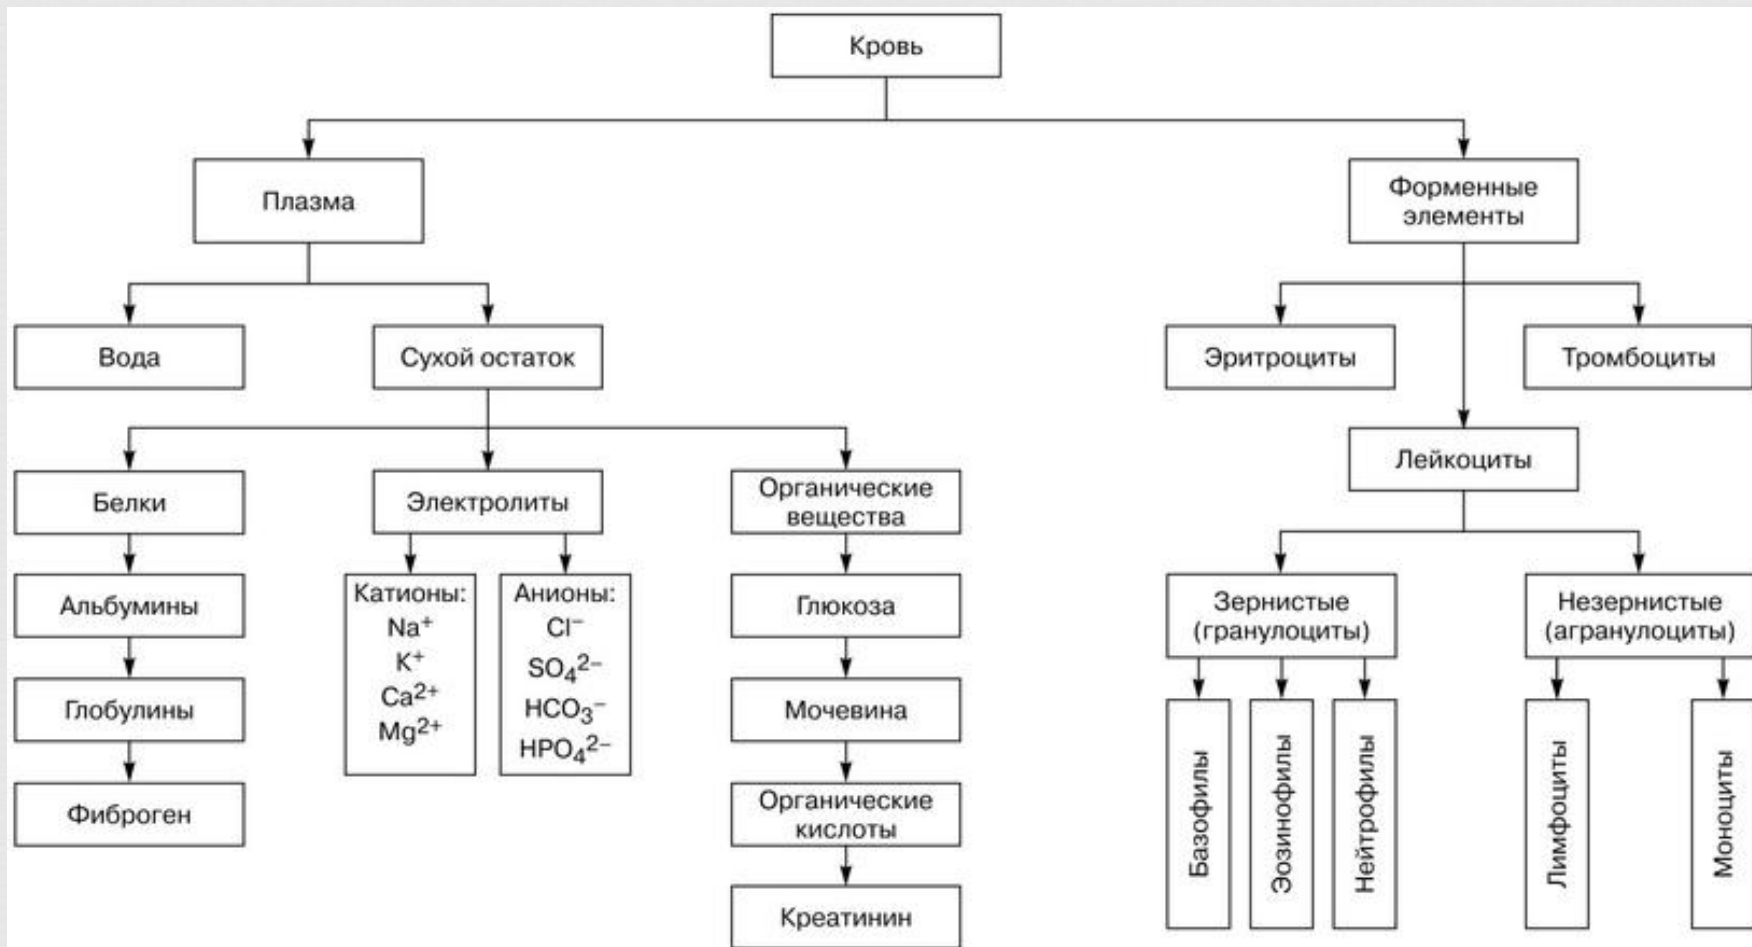 Кровь
Плазма
Форменные
элементы
Вода
Сухой остаток
Эритроциты
Тромбоциты
Лейкоциты
Белки
Электролиты
Органические
вещества
Альбумины
Катионы:
Na⁺
K⁺
Ca²⁺
Mg²⁺
Анионы:
Cl⁻
SO₄²⁻
HCO₃⁻
HPO₄²⁻
Глюкоза
Зернистые
(гранулоциты)
Незернистые
(агранулоциты)
Глобулины
Мочевина
Фиброген
Органические
кислоты
Креатинин
Базофилы
Эозинофилы
Нейтрофилы
Лимфоциты
Моноциты